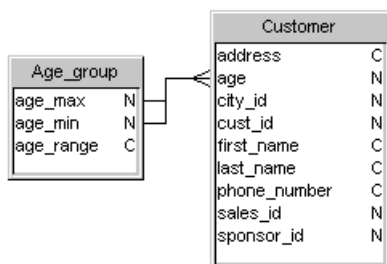 Age_group
age_max N
age_min N
age_range C
Customer
address C
age N
city_id N
cust_id N
first_name C
last_name C
phone_number C
sales_id N
sponsor_id N